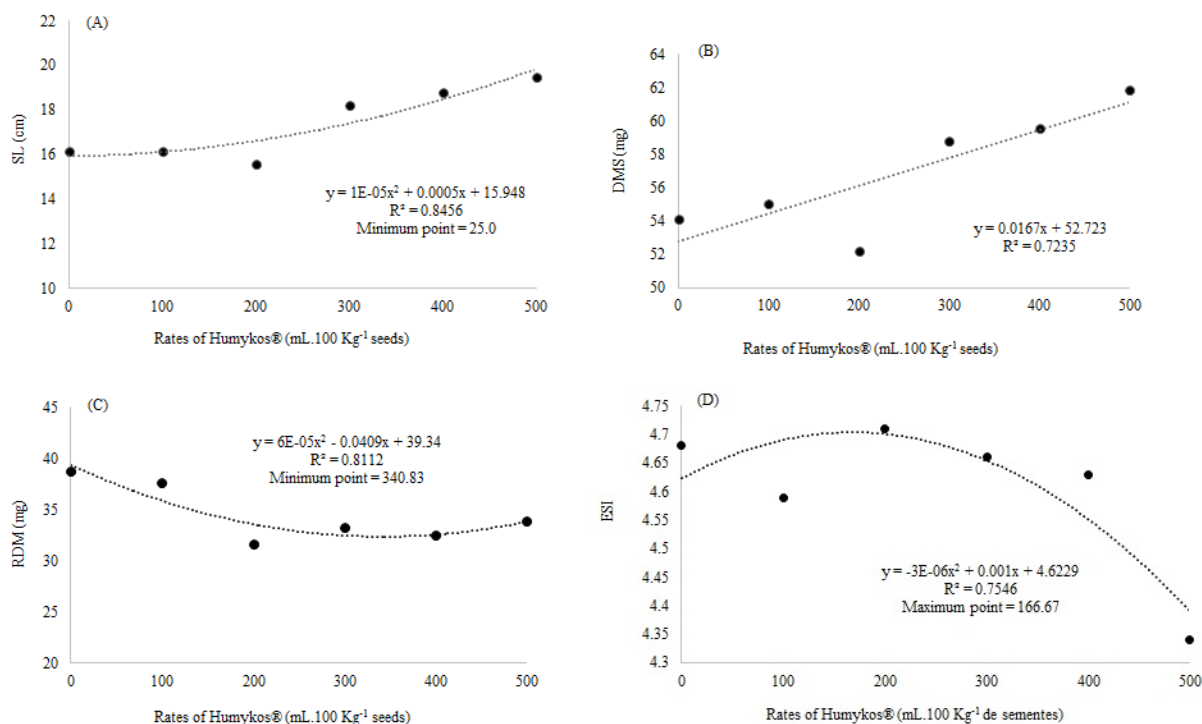 (A)
22
20
18
16
14
12
10
SL (cm)
y = 1E-05x² + 0.0005x + 15.948
R² = 0.8456
Minimum point = 25.0
0 100 200 300 400 500
Rates of Humykos® (mL.100 Kg⁻¹ seeds)
(B)
64
62
60
58
56
54
52
50
DMS (mg)
y = 0.0167x + 52.723
R² = 0.7235
0 100 200 300 400 500
Rates of Humykos® (mL.100 Kg⁻¹ seeds)
(C)
45
40
35
30
25
20
RDM (mg)
y = 6E-05x² - 0.0409x + 39.34
R² = 0.8112
Minimum point = 340.83
0 100 200 300 400 500
Rates of Humykos® (mL.100 Kg⁻¹ seeds)
(D)
4.75
4.7
4.65
4.6
4.55
4.5
4.45
4.4
4.35
4.3
ESI
y = -3E-06x² + 0.001x + 4.6229
R² = 0.7546
Maximum point = 166.67
0 100 200 300 400 500
Rates of Humykos® (mL.100 Kg⁻¹ de sementes)